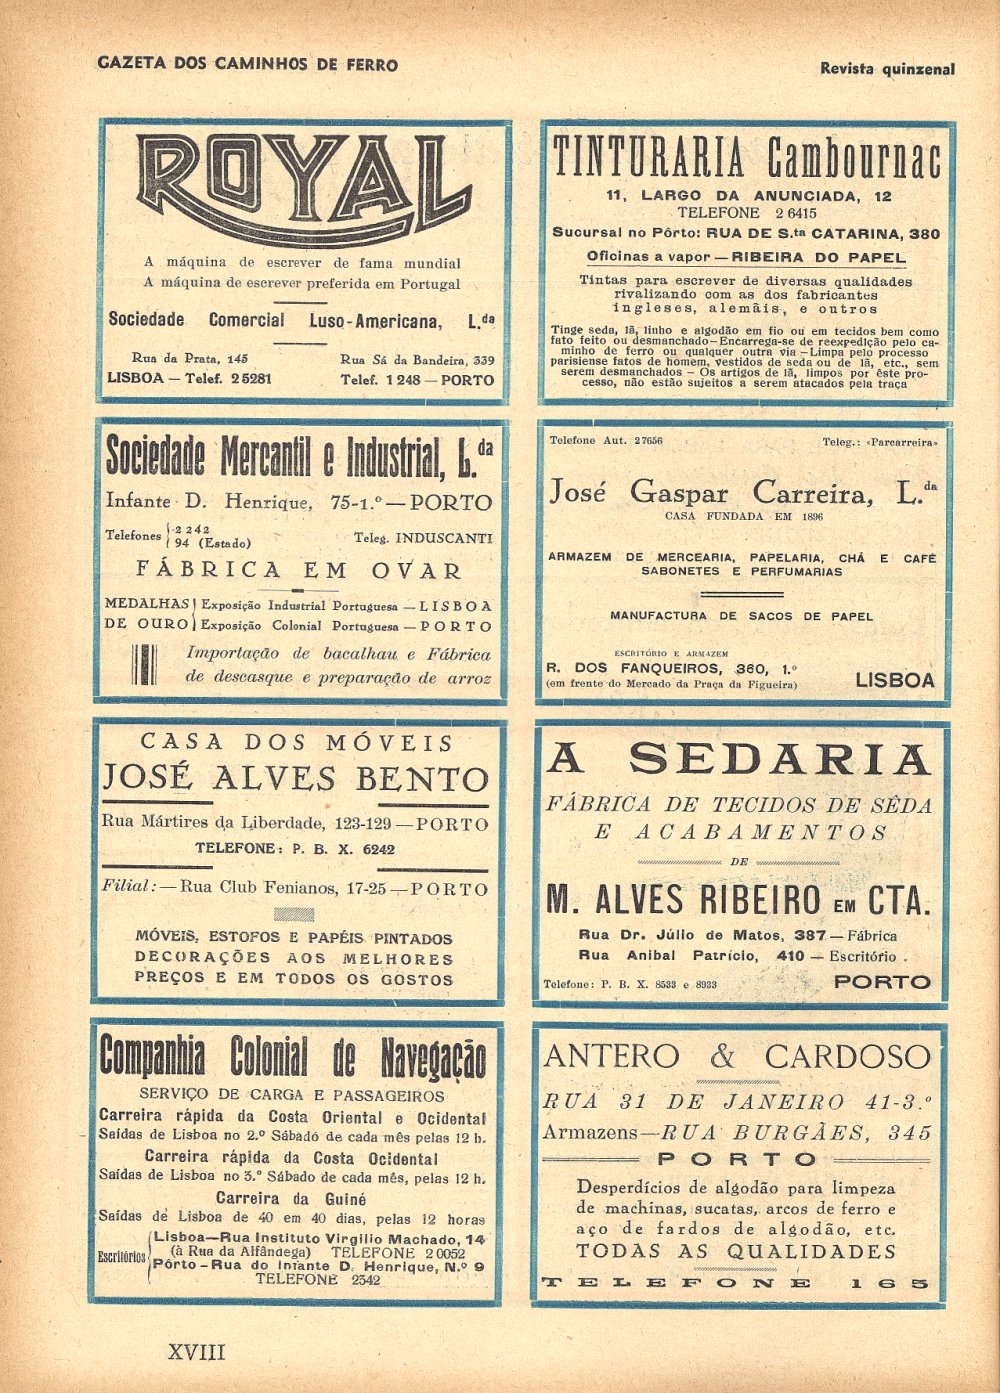 GAZETA DOS CAMINHOS DE FERRO
Revista quinzenal
ROYAL
A máquina de escrever de fama mundial
A máquina de escrever preferida em Portugal
Sociedade Comercial Luso-Americana, L.da
Rua da Prata, 145
Rua Sá da Bandeira, 339
LISBOA — Telef. 2 5281
Telef. 1 248 — PORTO
TINTURARIA Cambournac
11, LARGO DA ANUNCIADA, 12
TELEFONE 2 6415
Sucursal no Pôrto: RUA DE S.ta CATARINA, 380
Oficinas a vapor — RIBEIRA DO PAPEL
Tintas para escrever de diversas qualidades
rivalizando com as dos fabricantes
ingleses, alemãis, e outros
Tinge seda, lã, linho e algodão em fio ou em tecidos bem como
fato feito ou desmanchado — Encarrega-se de reexpedição pelo ca-
minho de ferro ou qualquer outra via — Limpa pelo processo
parisiense fatos de homem, vestidos de seda ou de lã, etc., sem
serem desmanchados — Os artigos de lã, limpos por êste pro-
cesso, não estão sujeitos a serem atacados pela traça
Sociedade Mercantil e Industrial, L.da
Infante D. Henrique, 75-1.º — PORTO
Telefones { 2 242
94 (Estado)
Teleg. INDUSCANTI
FÁBRICA EM OVAR
MEDALHAS } Exposição Industrial Portuguesa — LISBOA
DE OURO } Exposição Colonial Portuguesa — PORTO
Importação de bacalhau e Fábrica
de descasque e preparação de arroz
Telefone Aut. 2 7656
Teleg.: «Parcarreira»
José Gaspar Carreira, L.da
CASA FUNDADA EM 1896
ARMAZEM DE MERCEARIA, PAPELARIA, CHÁ E CAFÉ
SABONETES E PERFUMARIAS
MANUFACTURA DE SACOS DE PAPEL
ESCRITÓRIO E ARMAZEM
R. DOS FANQUEIROS, 360, 1.º
(em frente do Mercado da Praça da Figueira)
LISBOA
CASA DOS MÓVEIS
JOSÉ ALVES BENTO
Rua Mártires da Liberdade, 123-129 — PORTO
TELEFONE: P. B. X. 6242
Filial: — Rua Club Fenianos, 17-25 — PORTO
MÓVEIS, ESTOFOS E PAPÉIS PINTADOS
DECORAÇÕES AOS MELHORES
PREÇOS E EM TODOS OS GOSTOS
A SEDARIA
FÁBRICA DE TECIDOS DE SÊDA
E ACABAMENTOS
DE
M. ALVES RIBEIRO EM CTA.
Rua Dr. Júlio de Matos, 387 — Fábrica
Rua Anibal Patrício, 410 — Escritório
Telefone: P. B. X. 8533 e 8933
PORTO
Companhia Colonial de Navegação
SERVIÇO DE CARGA E PASSAGEIROS
Carreira rápida da Costa Oriental e Ocidental
Saídas de Lisboa no 2.º Sábado de cada mês pelas 12 h.
Carreira rápida da Costa Ocidental
Saídas de Lisboa no 3.º Sábado de cada mês, pelas 12 h.
Carreira da Guiné
Saídas de Lisboa de 40 em 40 dias, pelas 12 horas
Escritórios { Lisboa—Rua Instituto Virgílio Machado, 14
(à Rua da Alfândega) TELEFONE 2 0052
Pôrto - Rua do Infante D. Henrique, N.º 9
TELEFONE 2342
ANTERO & CARDOSO
RUA 31 DE JANEIRO 41-3.º
Armazens—RUA BURGÃES, 345
PORTO
Desperdícios de algodão para limpeza
de machinas, sucatas, arcos de ferro e
aço de fardos de algodão, etc.
TODAS AS QUALIDADES
TELEFONE 165
XVIII